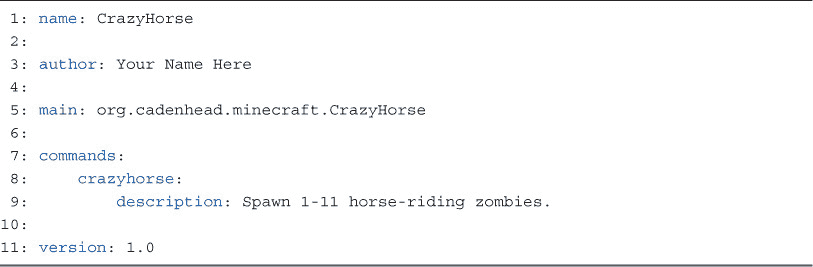 1: name: CrazyHorse
2:
3: author: Your Name Here
4:
5: main: org.cadenhead.minecraft.CrazyHorse
6:
7: commands:
8:     crazyhorse:
9:         description: Spawn 1-11 horse-riding zombies.
10:
11: version: 1.0